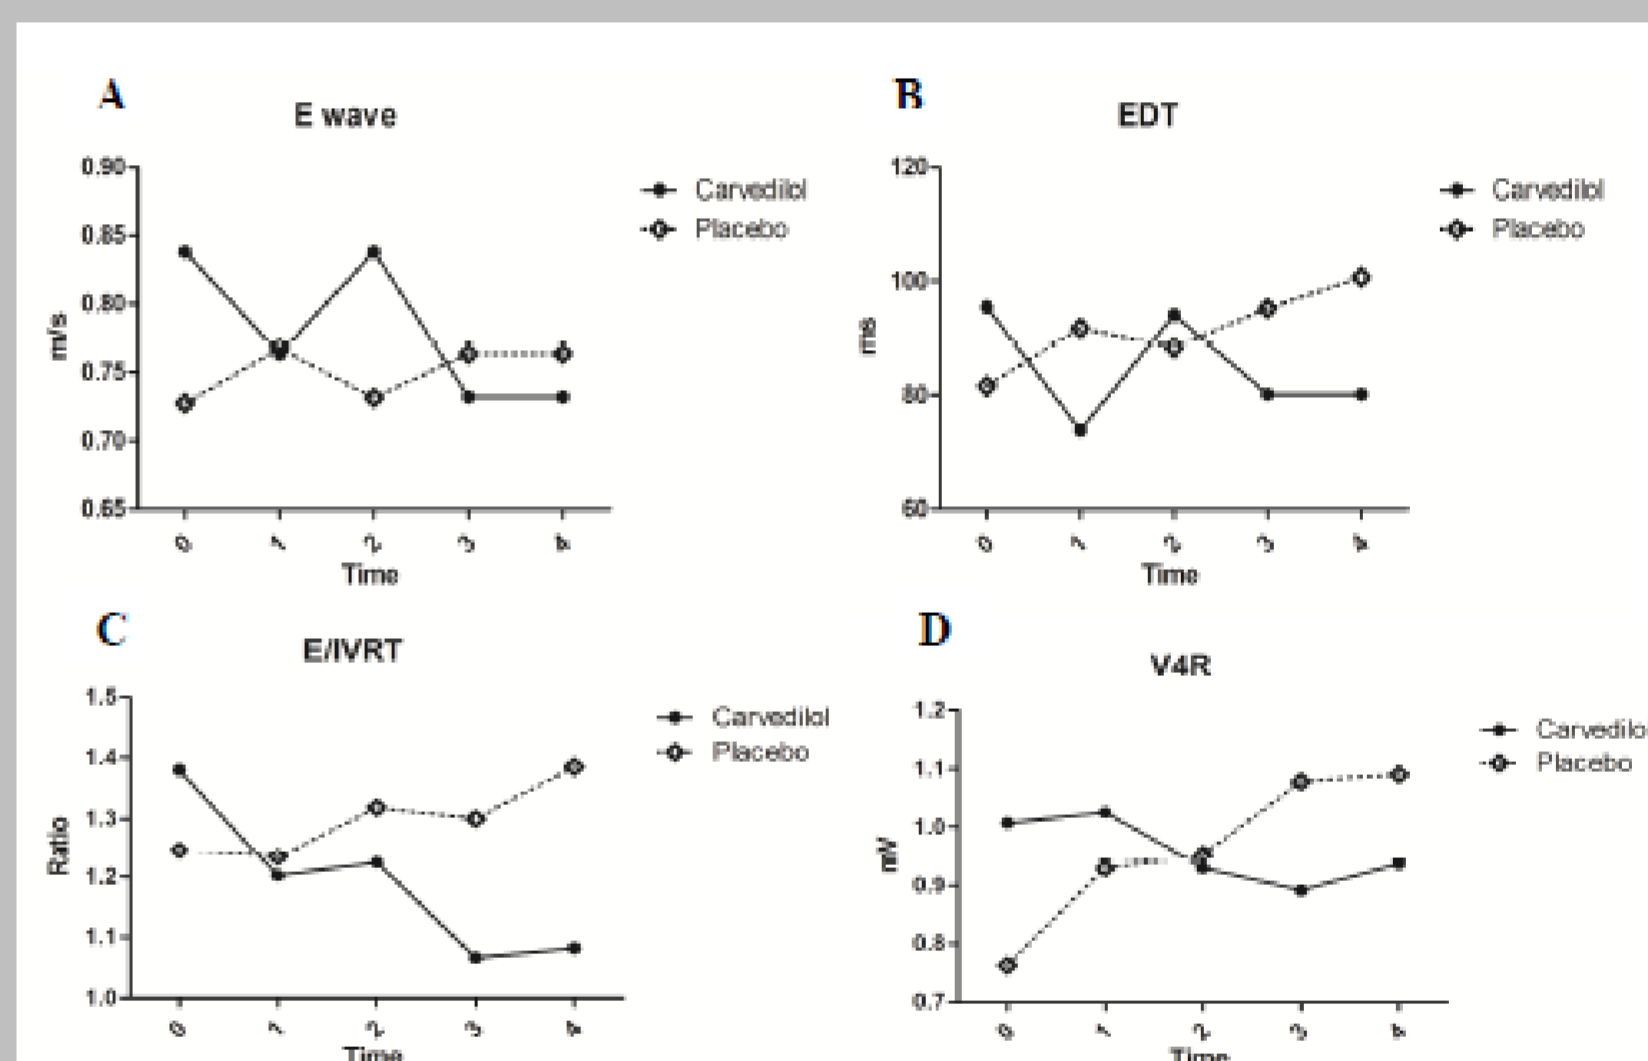 A
E wave
0.90
0.85
0.80
0.75
0.70
0.65
m/s
0 1 2 3 4
Time
Carvedilol
Placebo
B
EDT
120
100
80
60
ms
0 1 2 3 4
Time
Carvedilol
Placebo
C
E/IVRT
1.5
1.4
1.3
1.2
1.1
1.0
Ratio
0 1 2 3 4
Time
Carvedilol
Placebo
D
V4R
1.2
1.1
1.0
0.9
0.8
0.7
mV
0 1 2 3 4
Time
Carvedilo
Placebo